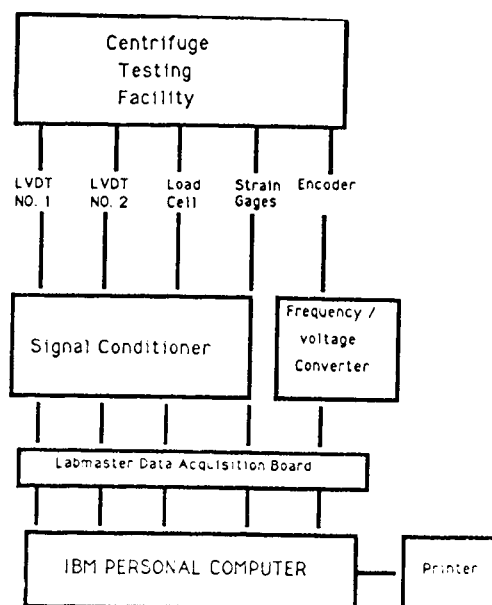 Centrifuge
Testing
Facility
LVDT
NO. 1
LVDT
NO. 2
Load
Cell
Strain
Gages
Encoder
Signal Conditioner
Frequency /
voltage
Converter
Labmaster Data Acquisition Board
IBM PERSONAL COMPUTER
Printer